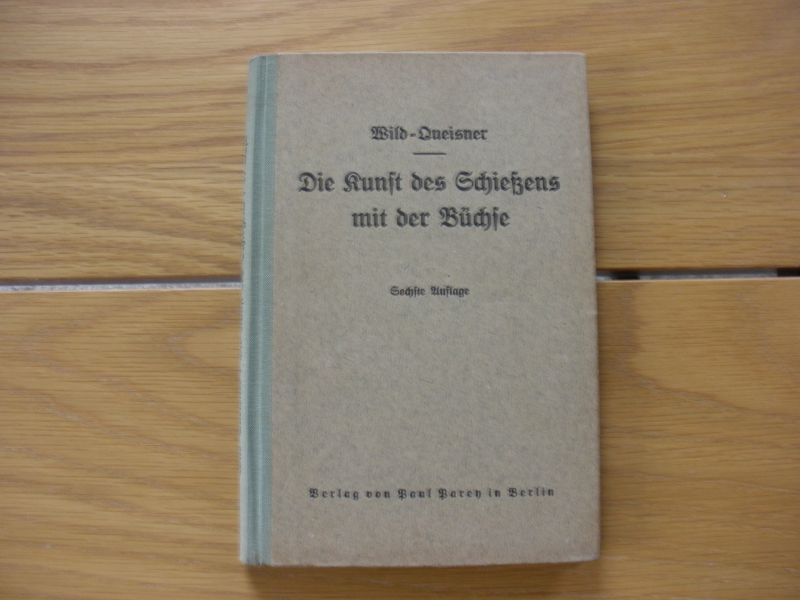 Wild-Queisner
Die Kunst des Schießens
mit der Büchse
Sechste Auflage
Verlag von Paul Parey in Berlin